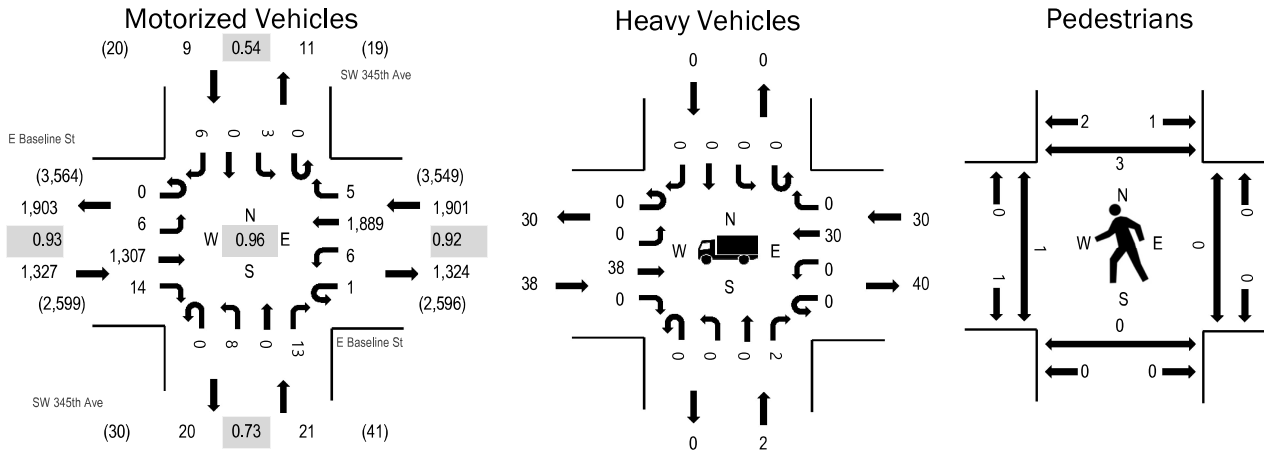 Motorized Vehicles
(20) 9 0.54 11 (19)
SW 345th Ave
6 0 3 0
E Baseline St
(3,564) 0 5 (3,549)
1,903 1,889 1,901
6 N
0.93 W 0.96 E 0.92
1,307 S 6
1,327 1,324
14 1
(2,599) (2,596)
0 8 0 13
E Baseline St
SW 345th Ave
(30) 20 0.73 21 (41)
Heavy Vehicles
0 0
0 0 0 0
0 0
30 N 30
0 30
W E
38 S 0
38 40
0 0
0 0 0 2
0 2
Pedestrians
2 1
3
0 N 0
W E
1 0
1 S 0
0
0 0